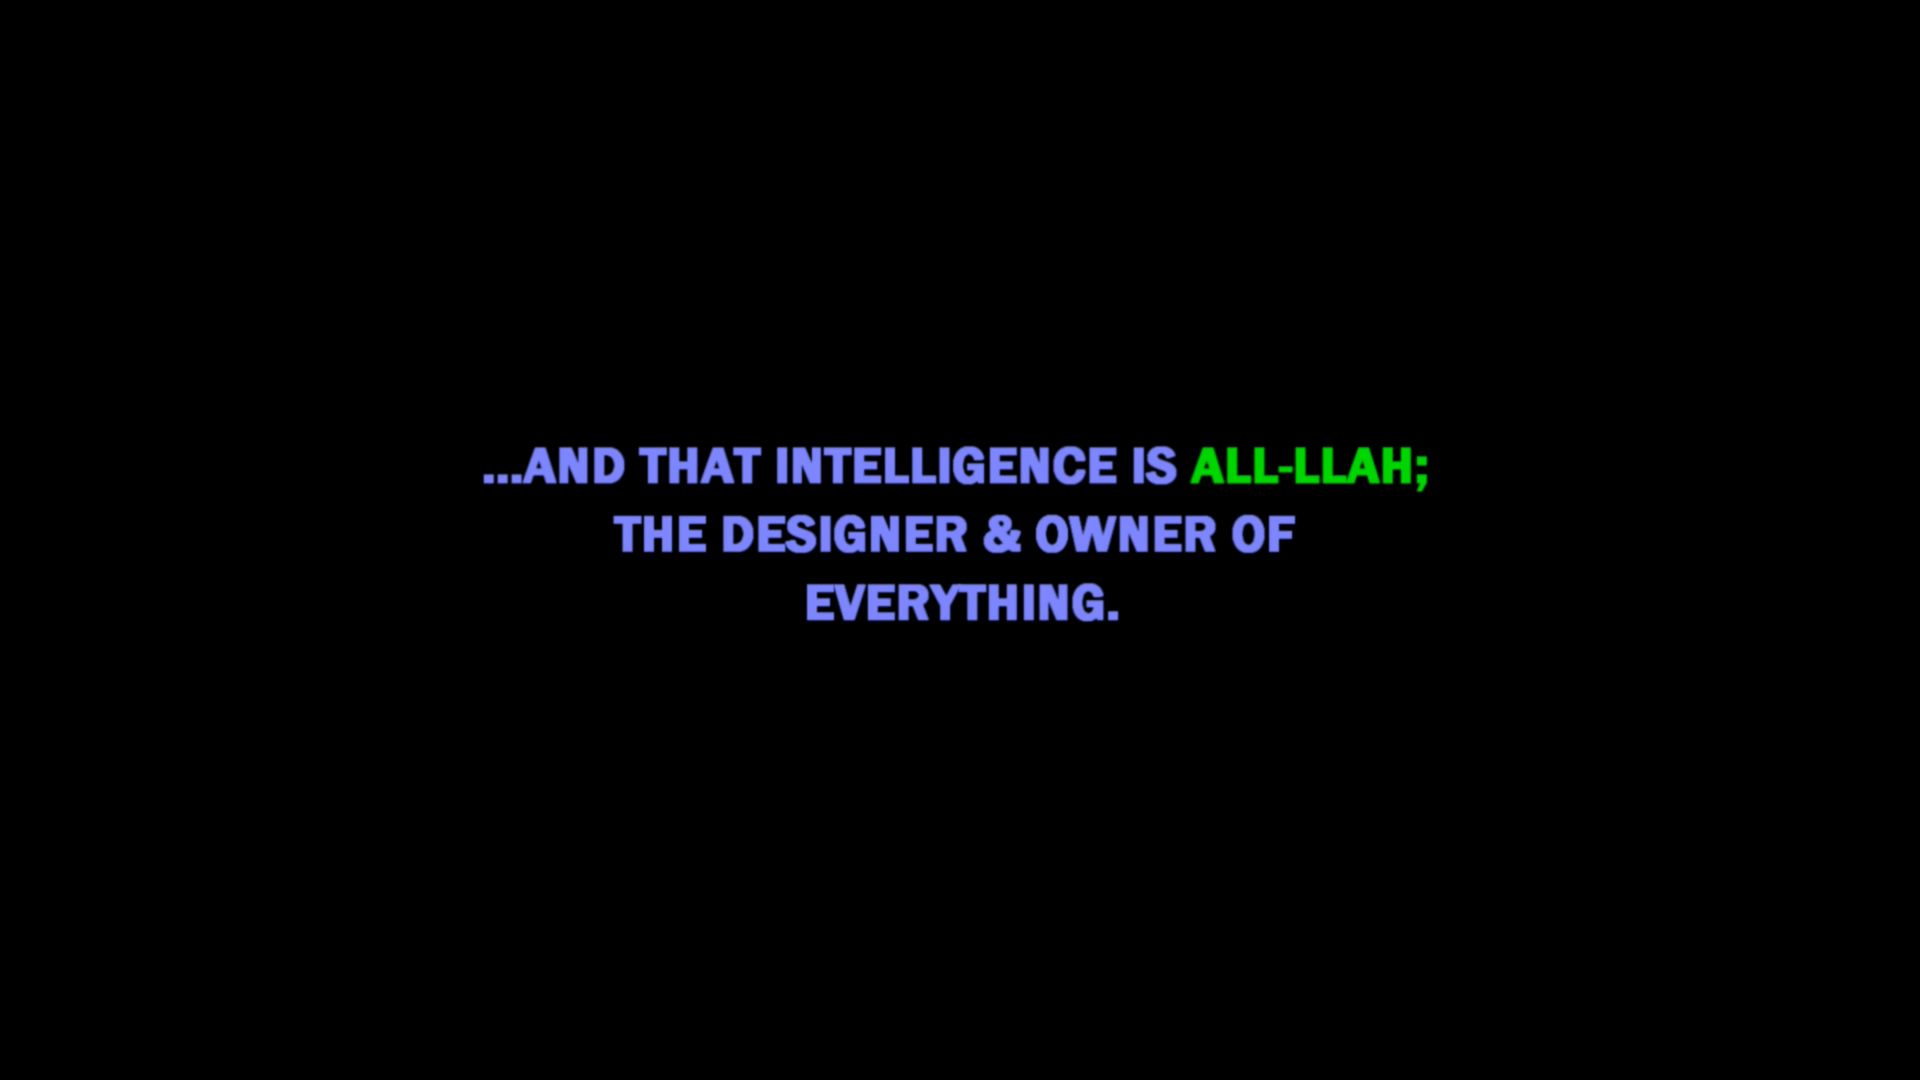 ...AND THAT INTELLIGENCE IS ALL-LLAH;
THE DESIGNER & OWNER OF
EVERYTHING.